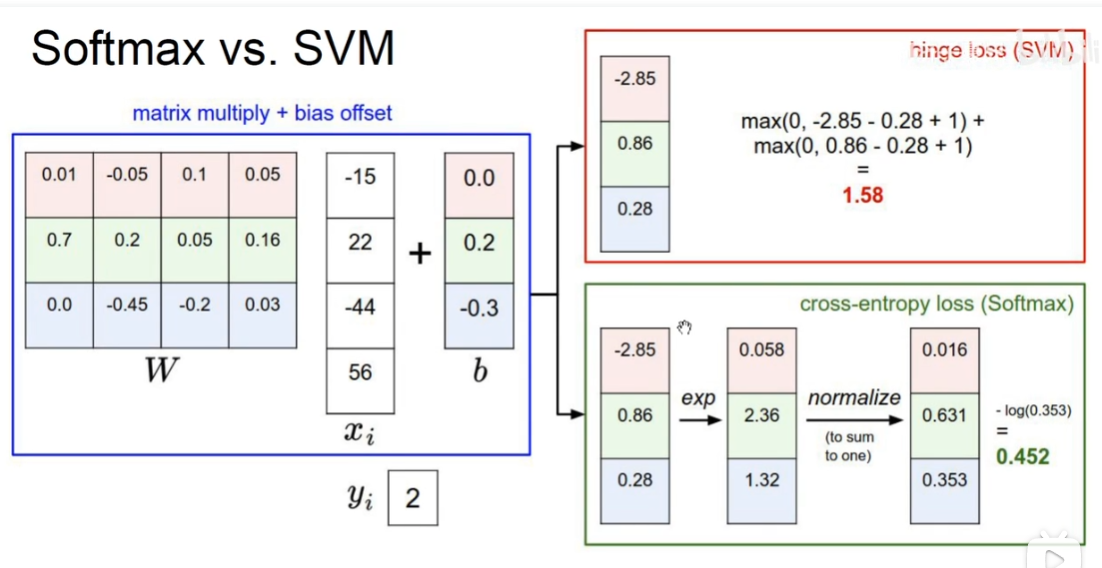 Softmax vs. SVM
matrix multiply + bias offset
0.01 -0.05 0.1 0.05
0.7 0.2 0.05 0.16
0.0 -0.45 -0.2 0.03
W
-15
22
-44
56
x_i
+
0.0
0.2
-0.3
b
y_i 2
hinge loss (SVM)
-2.85
0.86
0.28
max(0, -2.85 - 0.28 + 1) +
max(0, 0.86 - 0.28 + 1)
=
1.58
cross-entropy loss (Softmax)
-2.85
0.86
0.28
exp
0.058
2.36
1.32
normalize
(to sum
to one)
0.016
0.631
0.353
- log(0.353)
=
0.452